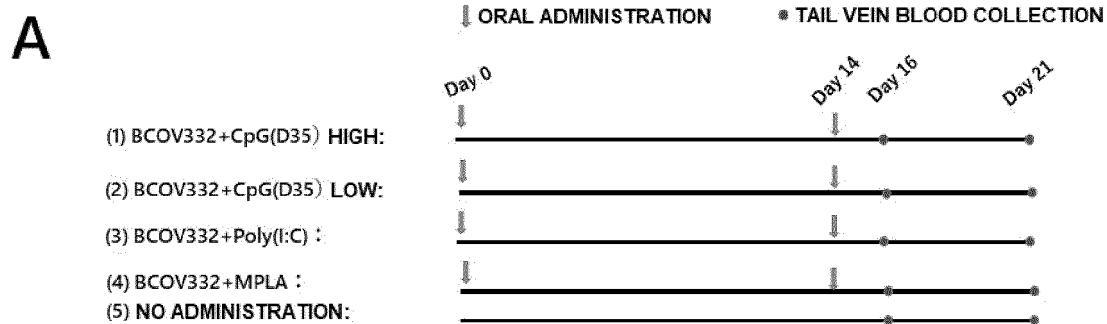 ORAL ADMINISTRATION
TAIL VEIN BLOOD COLLECTION
A
Day 0
Day 14
Day 16
Day 21
(1) BCOV332+CpG(D35) HIGH:
(2) BCOV332+CpG(D35) LOW:
(3) BCOV332+Poly(I:C) :
(4) BCOV332+MPLA :
(5) NO ADMINISTRATION: